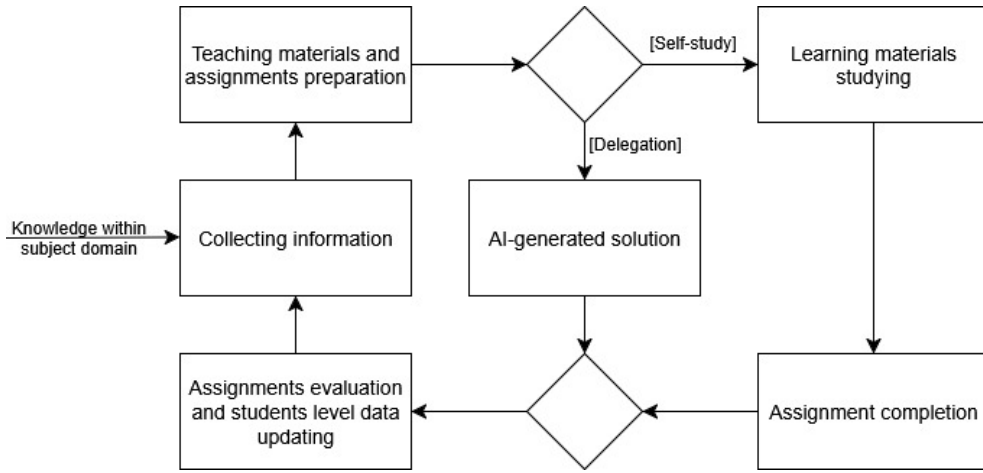 Teaching materials and
assignments preparation
[Self-study]
Learning materials
studying
[Delegation]
Knowledge within
subject domain
Collecting information
AI-generated solution
Assignments evaluation
and students level data
updating
Assignment completion